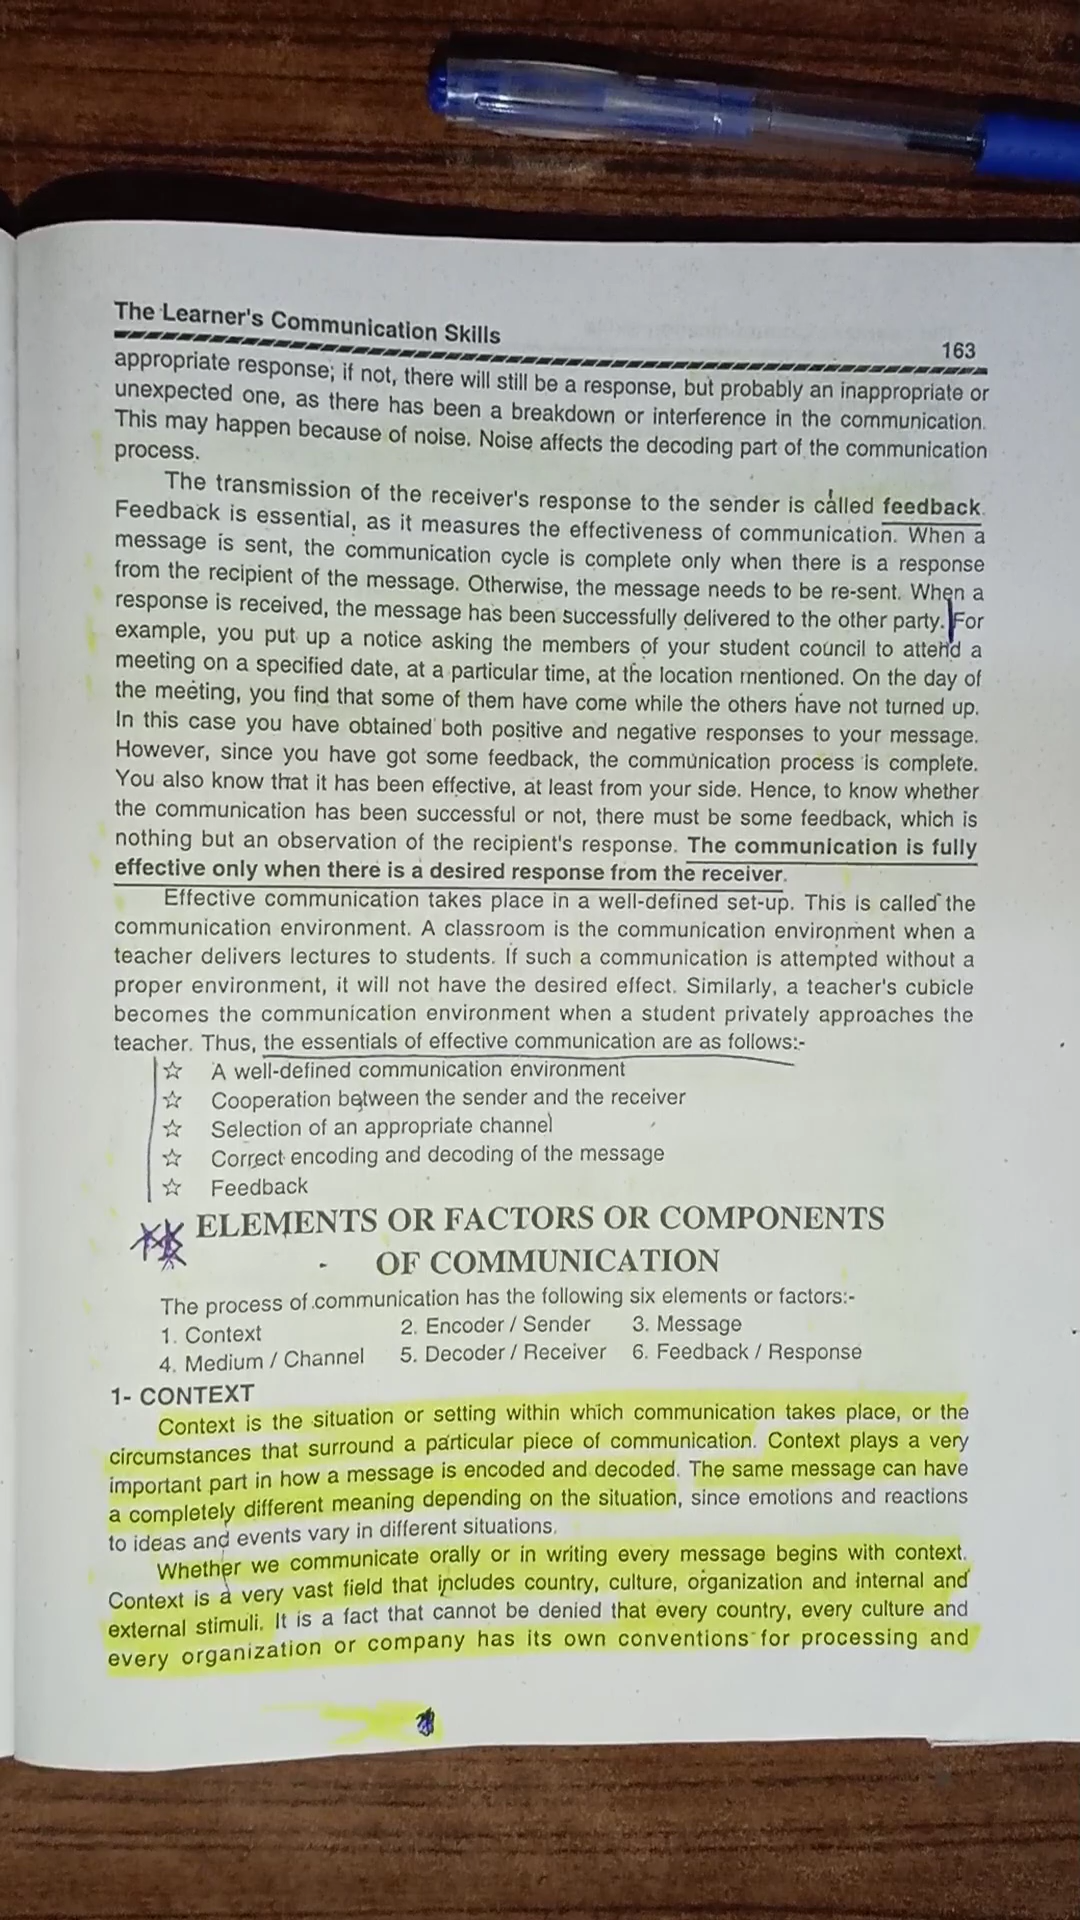 The Learner's Communication Skills
163
appropriate response; if not, there will still be a response, but probably an inappropriate or
unexpected one, as there has been a breakdown or interference in the communication.
This may happen because of noise. Noise affects the decoding part of the communication
process.
The transmission of the receiver's response to the sender is called feedback.
Feedback is essential, as it measures the effectiveness of communication. When a
message is sent, the communication cycle is complete only when there is a response
from the recipient of the message. Otherwise, the message needs to be re-sent. When a
response is received, the message has been successfully delivered to the other party. For
example, you put up a notice asking the members of your student council to attend a
meeting on a specified date, at a particular time, at the location mentioned. On the day of
the meeting, you find that some of them have come while the others have not turned up.
In this case you have obtained both positive and negative responses to your message.
However, since you have got some feedback, the communication process is complete.
You also know that it has been effective, at least from your side. Hence, to know whether
the communication has been successful or not, there must be some feedback, which is
nothing but an observation of the recipient's response. The communication is fully
effective only when there is a desired response from the receiver.
Effective communication takes place in a well-defined set-up. This is called the
communication environment. A classroom is the communication environment when a
teacher delivers lectures to students. If such a communication is attempted without a
proper environment, it will not have the desired effect. Similarly, a teacher's cubicle
becomes the communication environment when a student privately approaches the
teacher. Thus, the essentials of effective communication are as follows:-
☆ A well-defined communication environment
☆ Cooperation between the sender and the receiver
☆ Selection of an appropriate channel
☆ Correct encoding and decoding of the message
☆ Feedback
ELEMENTS OR FACTORS OR COMPONENTS
OF COMMUNICATION
The process of communication has the following six elements or factors:-
1. Context 2. Encoder / Sender 3. Message
4. Medium / Channel 5. Decoder / Receiver 6. Feedback / Response
1- CONTEXT
Context is the situation or setting within which communication takes place, or the
circumstances that surround a particular piece of communication. Context plays a very
important part in how a message is encoded and decoded. The same message can have
a completely different meaning depending on the situation, since emotions and reactions
to ideas and events vary in different situations.
Whether we communicate orally or in writing every message begins with context.
Context is a very vast field that includes country, culture, organization and internal and
external stimuli. It is a fact that cannot be denied that every country, every culture and
every organization or company has its own conventions for processing and